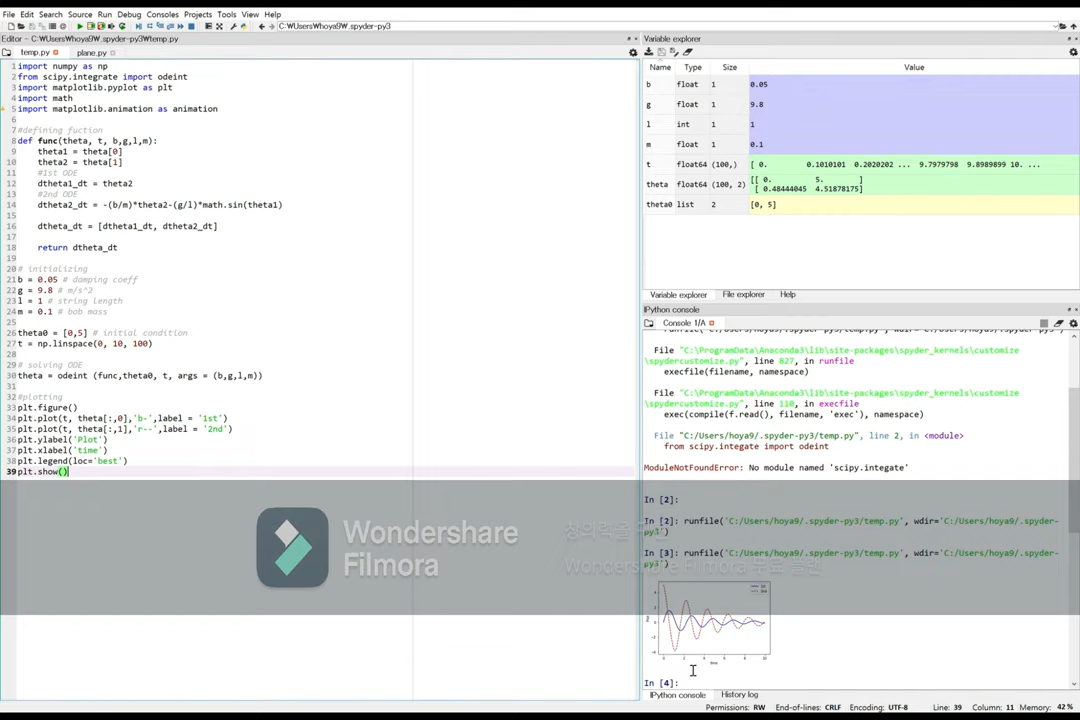 File Edit Search Source Run Debug Consoles Projects Tools View Help
C:₩Users₩hoya9₩.spyder-py3
Editor - C:₩Users₩hoya9₩.spyder-py3₩temp.py
temp.py
plane.py
1 import numpy as np
2 from scipy.integrate import odeint
3 import matplotlib.pyplot as plt
4 import math
5 import matplotlib.animation as animation
6
7 #defining fuction
8 def func(theta, t, b,g,l,m):
9 theta1 = theta[0]
10 theta2 = theta[1]
11 #1st ODE
12 dtheta1_dt = theta2
13 #2nd ODE
14 dtheta2_dt = -(b/m)*theta2-(g/l)*math.sin(theta1)
15
16 dtheta_dt = [dtheta1_dt, dtheta2_dt]
17
18 return dtheta_dt
19
20 # initializing
21 b = 0.05 # damping coeff
22 g = 9.8 # m/s^2
23 l = 1 # string length
24 m = 0.1 # bob mass
25
26 theta0 = [0,5] # initial condition
27 t = np.linspace(0, 10, 100)
28
29 # solving ODE
30 theta = odeint (func,theta0, t, args = (b,g,l,m))
31
32 #plotting
33 plt.figure()
34 plt.plot(t, theta[:,0],'b-',label = '1st')
35 plt.plot(t, theta[:,1],'r--',label = '2nd')
36 plt.ylabel('Plot')
37 plt.xlabel('time')
38 plt.legend(loc='best')
39 plt.show()
Variable explorer
Name Type Size Value
b float 1 0.05
g float 1 9.8
l int 1 1
m float 1 0.1
t float64 (100,) [ 0. 0.1010101 0.2020202 ... 9.7979798 9.8989899 10. ...
theta float64 (100, 2) [[ 0. 5. ]
[ 0.48444045 4.51878175]
theta0 list 2 [0, 5]
Variable explorer File explorer Help
IPython console
Console 1/A
File "C:\ProgramData\Anaconda3\lib\site-packages\spyder_kernels\customize
\spydercustomize.py", line 827, in runfile
execfile(filename, namespace)
File "C:\ProgramData\Anaconda3\lib\site-packages\spyder_kernels\customize
\spydercustomize.py", line 110, in execfile
exec(compile(f.read(), filename, 'exec'), namespace)
File "C:/Users/hoya9/.spyder-py3/temp.py", line 2, in <module>
from scipy.integrate import odeint
ModuleNotFoundError: No module named 'scipy.integate'
In [2]:
In [2]: runfile('C:/Users/hoya9/.spyder-py3/temp.py', wdir='C:/Users/hoya9/.spyder-
py3')
In [3]: runfile('C:/Users/hoya9/.spyder-py3/temp.py', wdir='C:/Users/hoya9/.spyder-
py3')
In [4]:
IPython console History log
Wondershare
Filmora
Permissions: RW End-of-lines: CRLF Encoding: UTF-8 Line: 39 Column: 11 Memory: 42 %